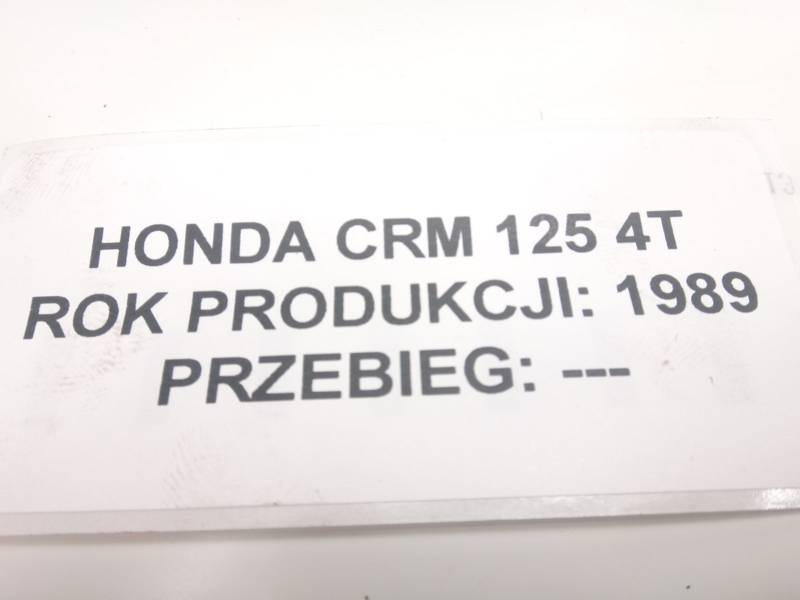 HONDA CRM 125 4T
ROK PRODUKCJI: 1989
PRZEBIEG: ---